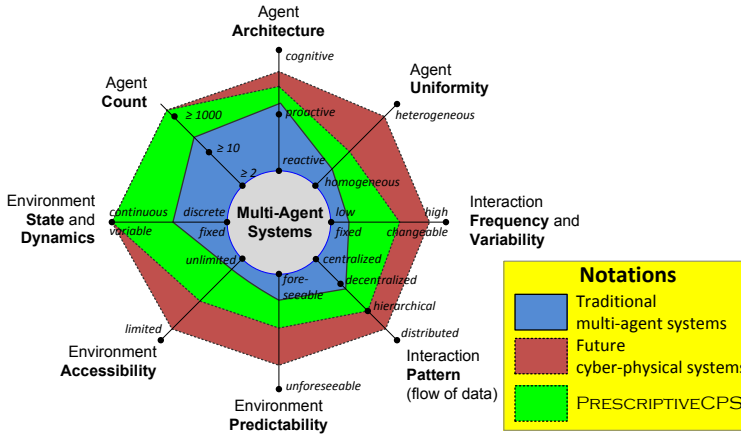 Agent
Architecture
cognitive
Agent
Count
Agent
Uniformity
≥ 1000
proactive
heterogeneous
≥ 10
reactive
≥ 2
homogeneous
Environment
State and
Dynamics
continuous
variable
discrete
fixed
Multi-Agent
Systems
low
fixed
high
changeable
Interaction
Frequency and
Variability
unlimited
fore-
seeable
centralized
decentralized
hierarchical
limited
distributed
Environment
Accessibility
unforeseeable
Environment
Predictability
Interaction
Pattern
(flow of data)
Notations
Traditional
multi-agent systems
Future
cyber-physical systems
PRESCRIPTIVECPS